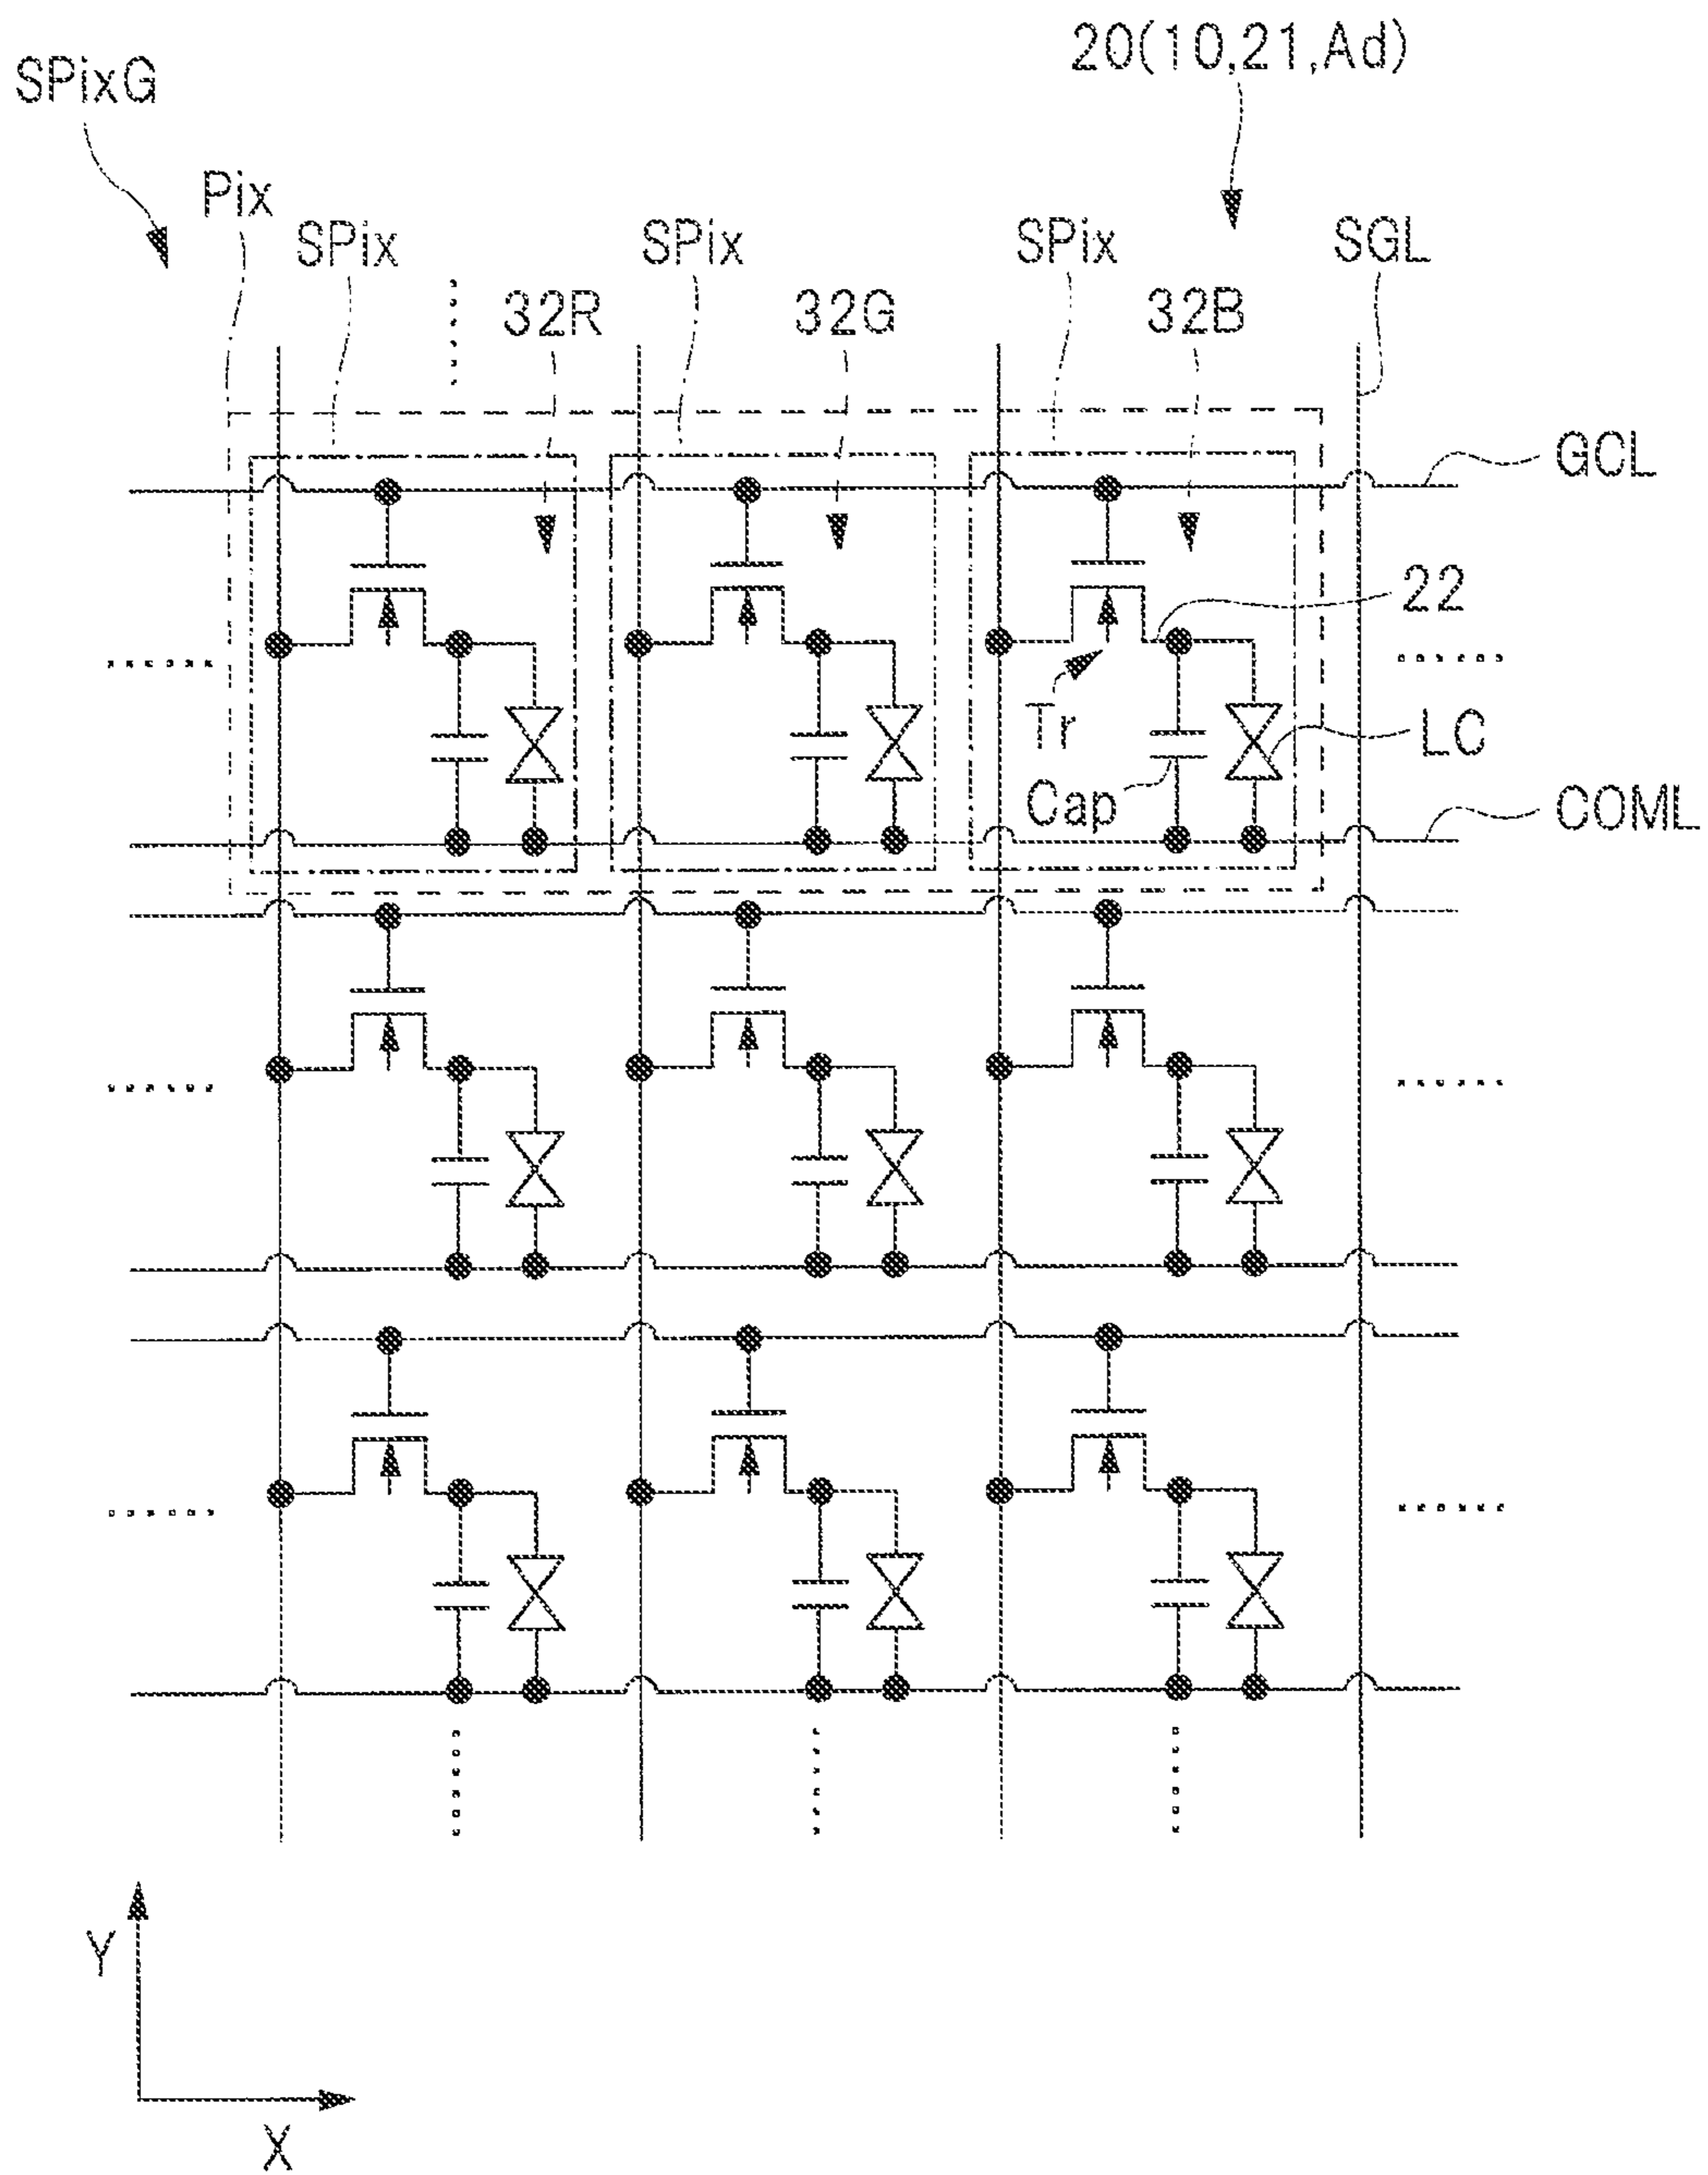 20(10,21,Ad)
SPixG
Pix
SPix
SPix
SPix
SGL
32R
32G
32B
GCL
22
Tr
LC
Cap
COML
Y
X